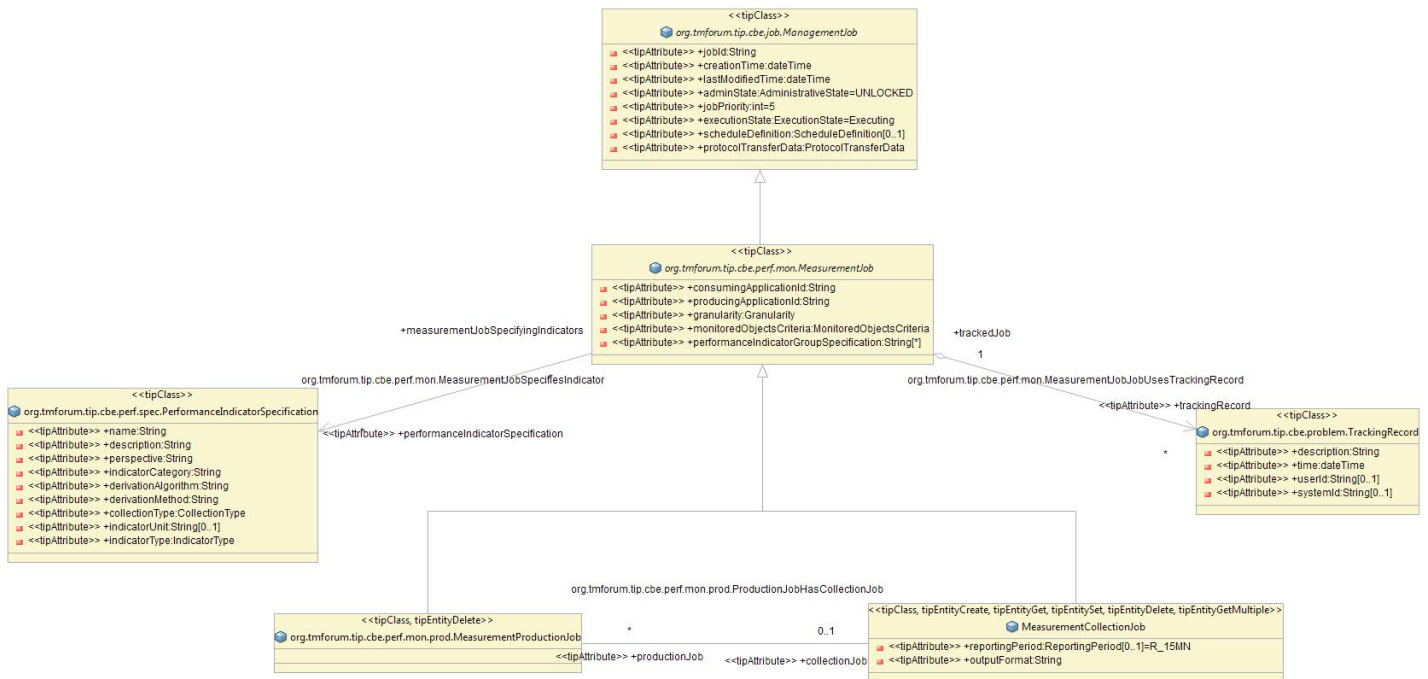 <<tipClass>>
org.tmforum.tip.cbe.job.ManagementJob
<<tipAttribute>> +jobId:String
<<tipAttribute>> +creationTime:dateTime
<<tipAttribute>> +lastModifiedTime:dateTime
<<tipAttribute>> +adminState:AdministrativeState=UNLOCKED
<<tipAttribute>> +jobPriority:int=5
<<tipAttribute>> +executionState:ExecutionState=Executing
<<tipAttribute>> +scheduleDefinition:ScheduleDefinition[0..1]
<<tipAttribute>> +protocolTransferData:ProtocolTransferData
<<tipClass>>
org.tmforum.tip.cbe.perf.mon.MeasurementJob
<<tipAttribute>> +consumingApplicationId:String
<<tipAttribute>> +producingApplicationId:String
<<tipAttribute>> +granularity:Granularity
<<tipAttribute>> +monitoredObjectsCriteria:MonitoredObjectsCriteria
<<tipAttribute>> +performanceIndicatorGroupSpecification:String[*]
+measurementJobSpecifyingIndicators
+trackedJob
1
org.tmforum.tip.cbe.perf.mon.MeasurementJobSpecifiesIndicator
org.tmforum.tip.cbe.perf.mon.MeasurementJobJobUsesTrackingRecord
<<tipClass>>
org.tmforum.tip.cbe.perf.spec.PerformanceIndicatorSpecification
<<tipAttribute>> +name:String
<<tipAttribute>> +description:String
<<tipAttribute>> +perspective:String
<<tipAttribute>> +indicatorCategory:String
<<tipAttribute>> +derivationAlgorithm:String
<<tipAttribute>> +derivationMethod:String
<<tipAttribute>> +collectionType:CollectionType
<<tipAttribute>> +indicatorUnit:String[0..1]
<<tipAttribute>> +indicatorType:IndicatorType
*
<<tipAttribute>> +performanceIndicatorSpecification
<<tipAttribute>> +trackingRecord
*
<<tipClass>>
org.tmforum.tip.cbe.problem.TrackingRecord
<<tipAttribute>> +description:String
<<tipAttribute>> +time:dateTime
<<tipAttribute>> +userId:String[0..1]
<<tipAttribute>> +systemId:String[0..1]
org.tmforum.tip.cbe.perf.mon.prod.ProductionJobHasCollectionJob
<<tipClass, tipEntityDelete>>
org.tmforum.tip.cbe.perf.mon.prod.MeasurementProductionJob
*
0..1
<<tipAttribute>> +productionJob
<<tipAttribute>> +collectionJob
<<tipClass, tipEntityCreate, tipEntityGet, tipEntitySet, tipEntityDelete, tipEntityGetMultiple>>
MeasurementCollectionJob
<<tipAttribute>> +reportingPeriod:ReportingPeriod[0..1]=R_15MN
<<tipAttribute>> +outputFormat:String